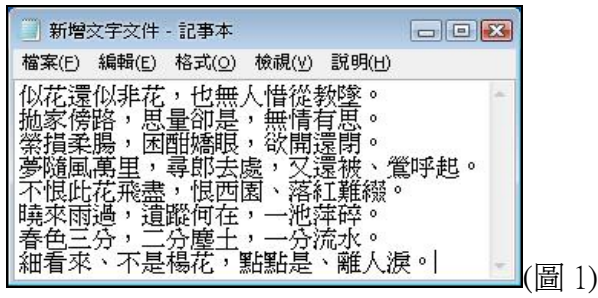 新增文字文件 - 記事本
檔案(F) 編輯(E) 格式(O) 檢視(V) 說明(H)
似花還似非花，也無人惜從教墜。
拋家傍路，思量卻是，無情有思。
縈損柔腸，困酣嬌眼，欲開還閉。
夢隨風萬里，尋郎去處，又還被、鶯呼起。
不恨此花飛盡，恨西園、落紅難綴。
曉來雨過，遺蹤何在，一池萍碎。
春色三分，二分塵土，一分流水。
細看來、不是楊花，點點是、離人淚。
(圖 1)